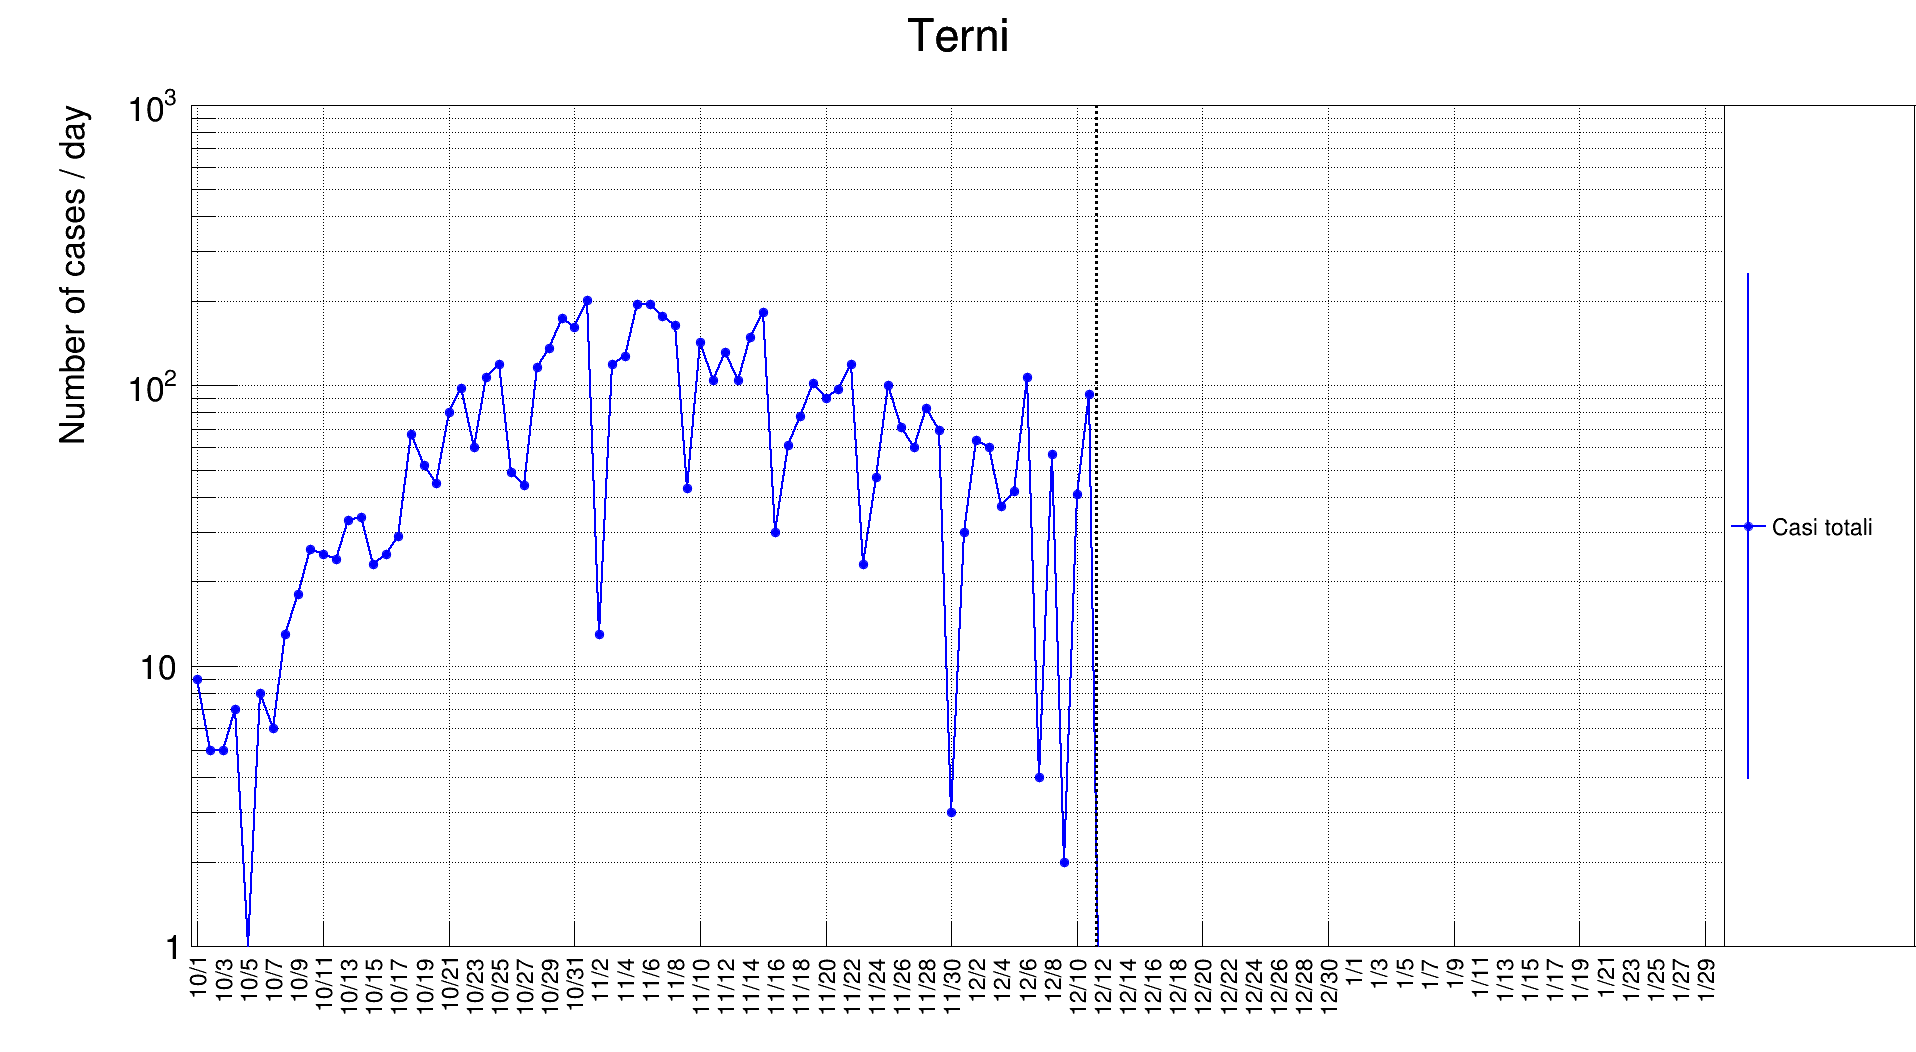 Terni
Number of cases / day
10³
10²
10
1
10/1 10/3 10/5 10/7 10/9 10/11 10/13 10/15 10/17 10/19 10/21 10/23 10/25 10/27 10/29 10/31 11/2 11/4 11/6 11/8 11/10 11/12 11/14 11/16 11/18 11/20 11/22 11/24 11/26 11/28 11/30 12/2 12/4 12/6 12/8 12/10 12/12 12/14 12/16 12/18 12/20 12/22 12/24 12/26 12/28 12/30 1/1 1/3 1/5 1/7 1/9 1/11 1/13 1/15 1/17 1/19 1/21 1/23 1/25 1/27 1/29
Casi totali